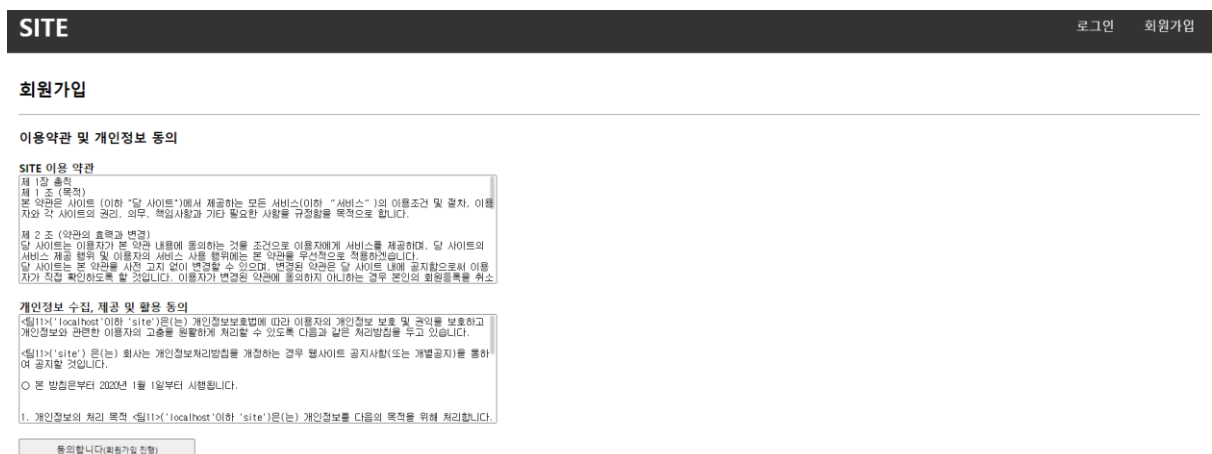 SITE
로그인 회원가입
회원가입
이용약관 및 개인정보 동의
SITE 이용 약관
제 1장 총칙
제 1 조 (목적)
본 약관은 사이트 (이하 "당 사이트")에서 제공하는 모든 서비스(이하 "서비스" )의 이용조건 및 절차, 이용
자와 각 사이트의 권리, 의무, 책임사항과 기타 필요한 사항을 규정함을 목적으로 합니다.
제 2 조 (약관의 효력과 변경)
당 사이트는 이용자가 본 약관 내용에 동의하는 것을 조건으로 이용자에게 서비스를 제공하며, 당 사이트의
서비스 제공 행위 및 이용자의 서비스 사용 행위에는 본 약관을 우선적으로 적용하겠습니다.
당 사이트는 본 약관을 사전 고지 없이 변경할 수 있으며, 변경된 약관은 당 사이트 내에 공지함으로써 이용
자가 직접 확인하도록 할 것입니다. 이용자가 변경된 약관에 동의하지 아니하는 경우 본인의 회원등록을 취소
개인정보 수집, 제공 및 활용 동의
<팀11>('localhost'이하 'site')은(는) 개인정보보호법에 따라 이용자의 개인정보 보호 및 권익을 보호하고
개인정보와 관련한 이용자의 고충을 원활하게 처리할 수 있도록 다음과 같은 처리방침을 두고 있습니다.
<팀11>('site') 은(는) 회사는 개인정보처리방침을 개정하는 경우 웹사이트 공지사항(또는 개별공지)을 통하
여 공지할 것입니다.
○ 본 방침은부터 2020년 1월 1일부터 시행됩니다.
1. 개인정보의 처리 목적 <팀11>('localhost'이하 'site')은(는) 개인정보를 다음의 목적을 위해 처리합니다.
동의합니다(회원가입 진행)